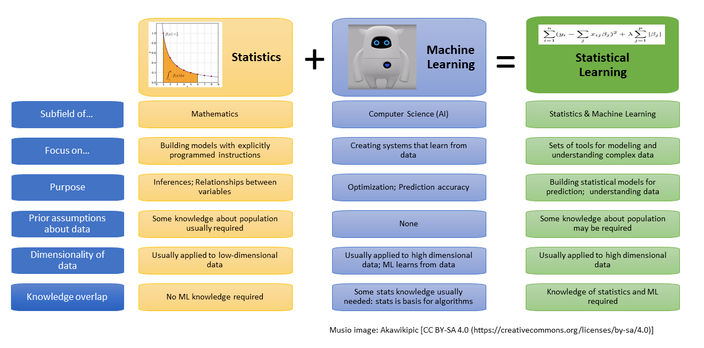 Statistics
+
Machine
Learning
=
Statistical
Learning
Subfield of…
Mathematics
Computer Science (AI)
Statistics & Machine Learning
Focus on…
Building models with explicitly
programmed instructions
Creating systems that learn from
data
Sets of tools for modeling and
understanding complex data
Purpose
Inferences; Relationships between
variables
Optimization; Prediction accuracy
Building statistical models for
prediction; understanding data
Prior assumptions
about data
Some knowledge about population
usually required
None
Some knowledge about population
may be required
Dimensionality of
data
Usually applied to low-dimensional
data
Usually applied to high dimensional
data; ML learns from data
Usually applied to high dimensional
data
Knowledge overlap
No ML knowledge required
Some stats knowledge usually
needed: stats is basis for algorithms
Knowledge of statistics and ML
required
Musio image: Akawikipic [CC BY-SA 4.0 (https://creativecommons.org/licenses/by-sa/4.0)]